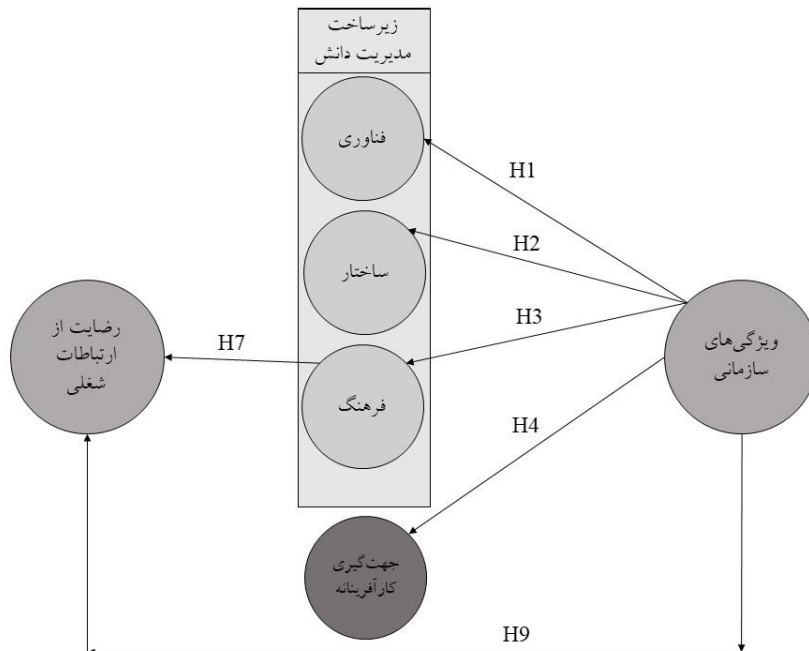 زیرساخت
مدیریت دانش
فناوری
H1
H2
ساختار
ویژگی‌های
سازمانی
H3
رضایت از
ارتباطات
شغلی
H7
فرهنگ
H4
جهت‌گیری
کارآفرینانه
H9